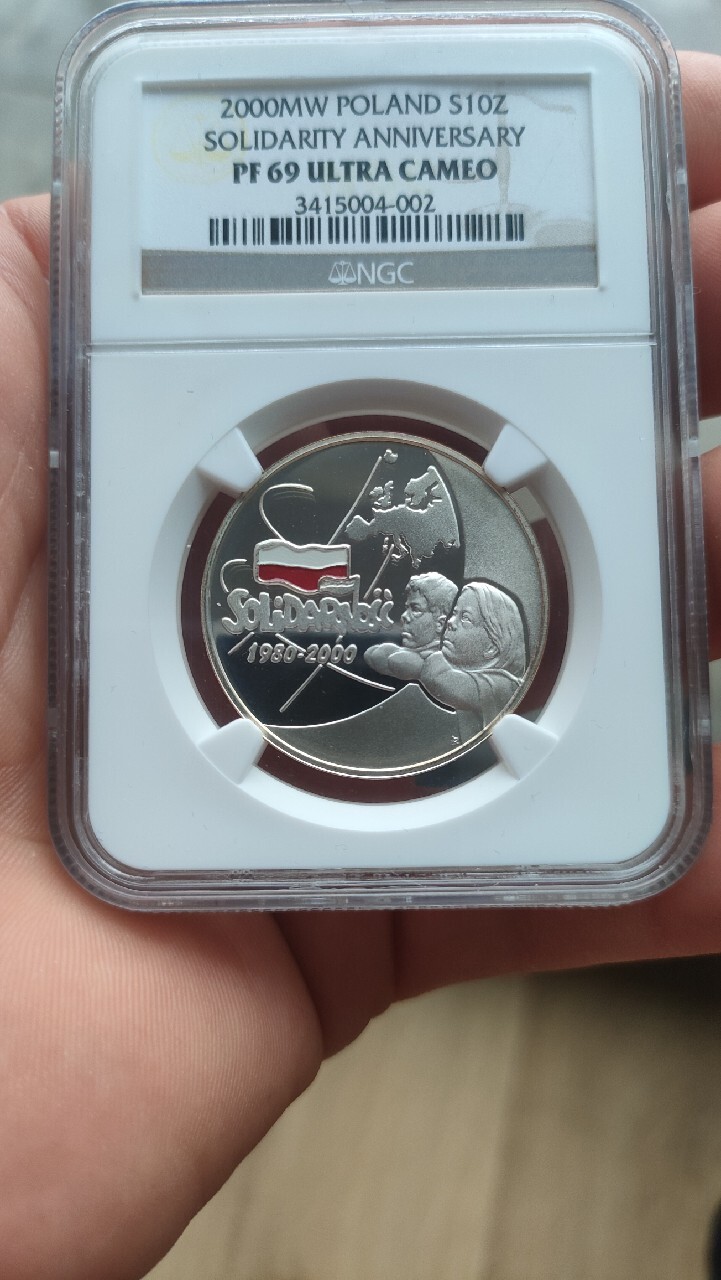 2000MW POLAND S10Z
SOLIDARITY ANNIVERSARY
PF 69 ULTRA CAMEO
3415004-002
NGC
SOLIDARNOŚĆ
1980-2000